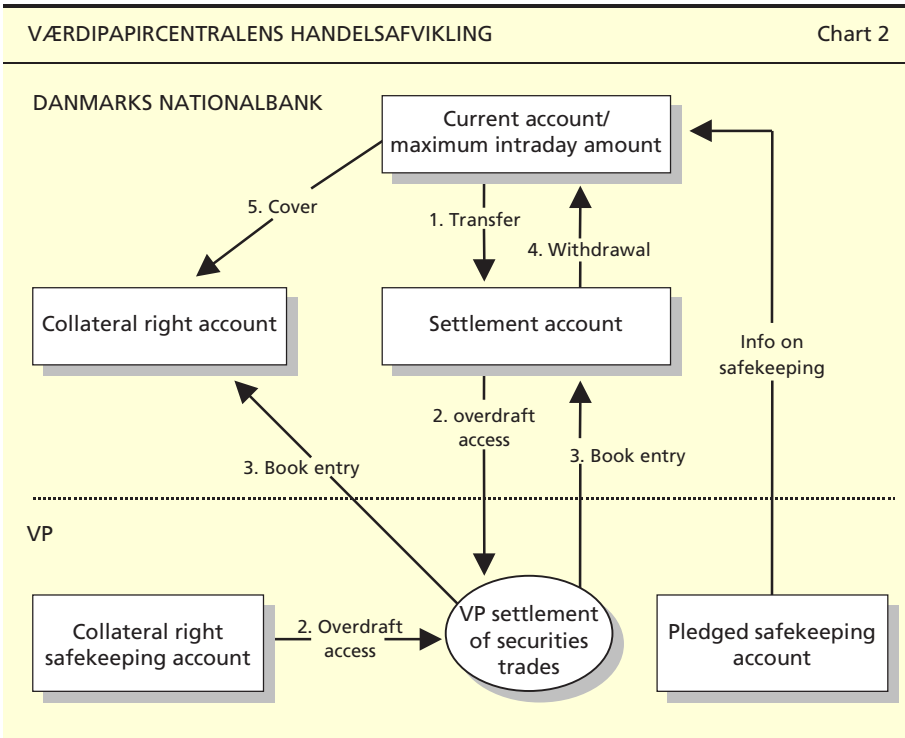 VÆRDIPAPIRCENTRALENS HANDELSAFVIKLING
Chart 2
DANMARKS NATIONALBANK
Current account/
maximum intraday amount
5. Cover
1. Transfer
4. Withdrawal
Collateral right account
Settlement account
Info on
safekeeping
2. overdraft
access
3. Book entry
3. Book entry
VP
Collateral right
safekeeping account
2. Overdraft
access
VP settlement
of securities
trades
Pledged safekeeping
account